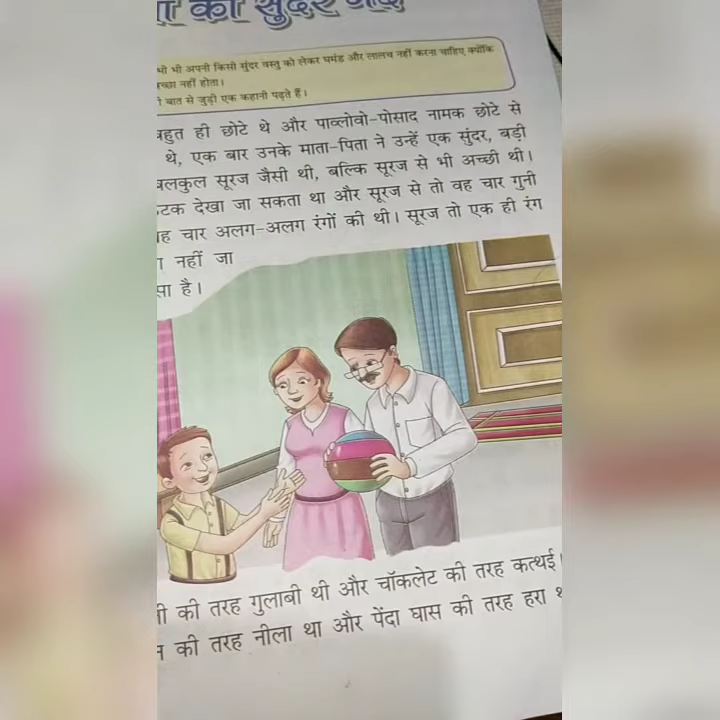 की सुंदर गेंद
भी भी अपनी किसी सुंदर वस्तु को लेकर घमंड और लालच नहीं करना चाहिए क्योंकि
नहीं होता।
बात से जुड़ी एक कहानी पढ़ते हैं।
बहुत ही छोटे थे और पाव्लोवो-पोसाद नामक छोटे से
थे, एक बार उनके माता-पिता ने उन्हें एक सुंदर, बड़ी
सूरज जैसी थी, बल्कि सूरज से भी अच्छी थी।
देखा जा सकता था और सूरज से तो वह चार गुनी
चार अलग-अलग रंगों की थी। सूरज तो एक ही रंग
नहीं जा
है।
की तरह गुलाबी थी और चॉकलेट की तरह कत्थई।
की तरह नीला था और पेंदा घास की तरह हरा